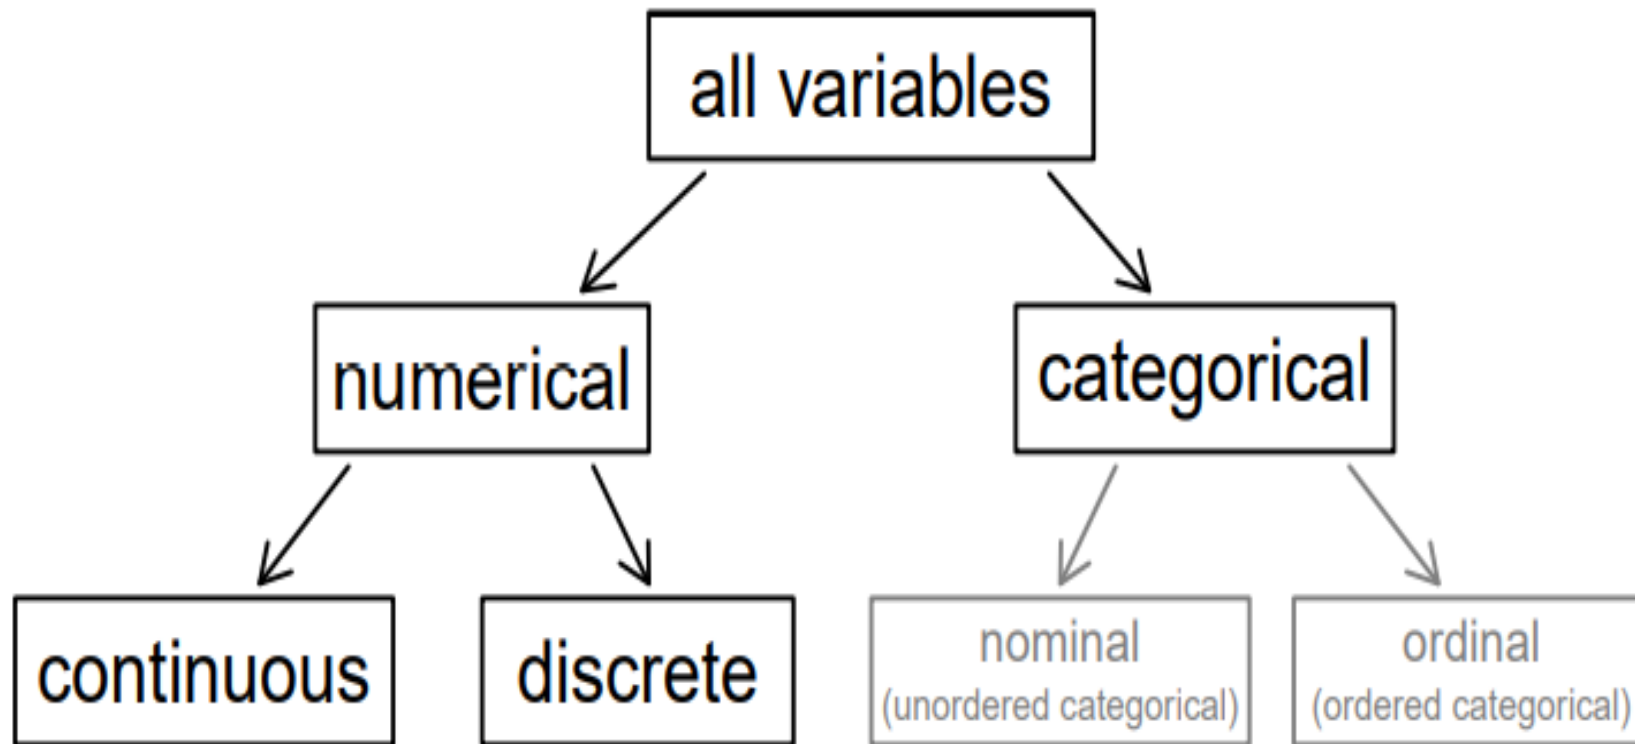 all variables
numerical
categorical
continuous
discrete
nominal
(unordered categorical)
ordinal
(ordered categorical)